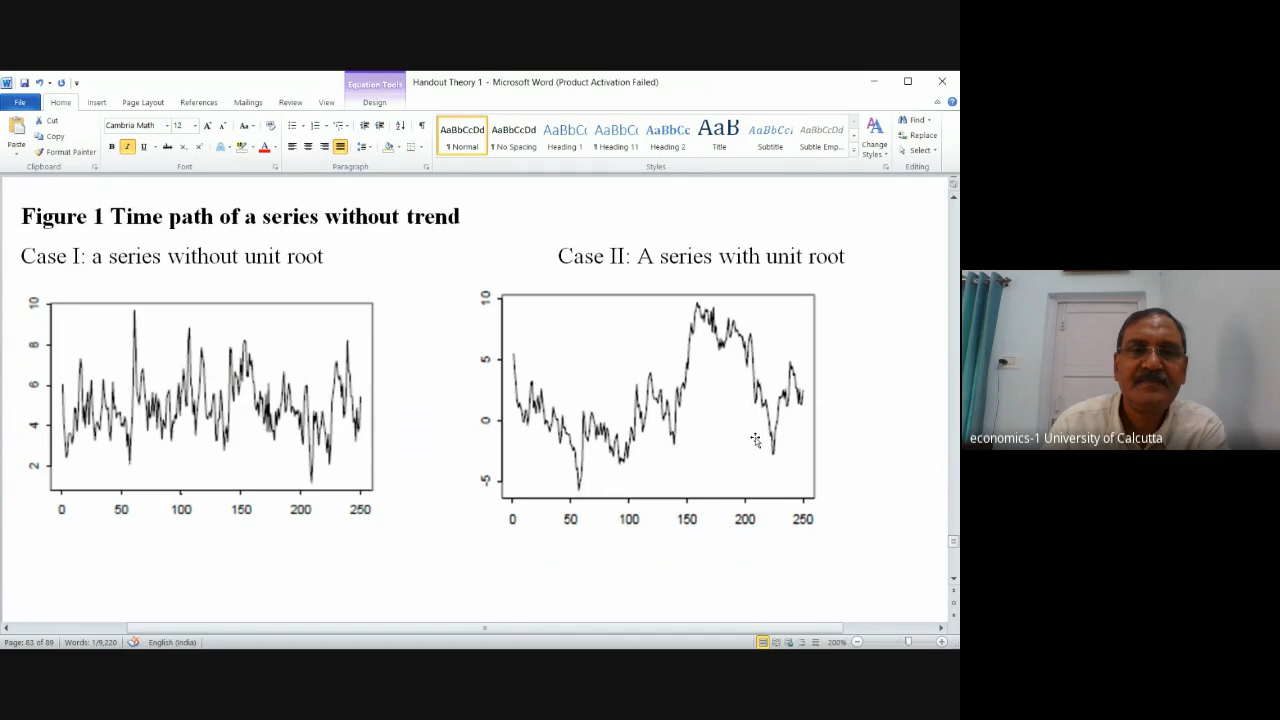 Equation Tools
Handout Theory 1 - Microsoft Word (Product Activation Failed)
File Home Insert Page Layout References Mailings Review View Design
Paste
Cut
Copy
Format Painter
Cambria Math 12
AaBbCcDd AaBbCcDd AaBbC AaBbCc AaBbCc AaB AaBbCcI AaBbCcDd
¶ Normal ¶ No Spacing Heading 1 ¶ Heading 11 Heading 2 Title Subtitle Subtle Emp...
Change Styles
Find
Replace
Select
Clipboard Font Paragraph Styles Editing
Figure 1 Time path of a series without trend
Case I: a series without unit root Case II: A series with unit root
10
8
6
4
2
0 50 100 150 200 250
10
5
0
-5
0 50 100 150 200 250
economics-1 University of Calcutta
Page: 83 of 89 Words: 1/9,220 English (India) 200%